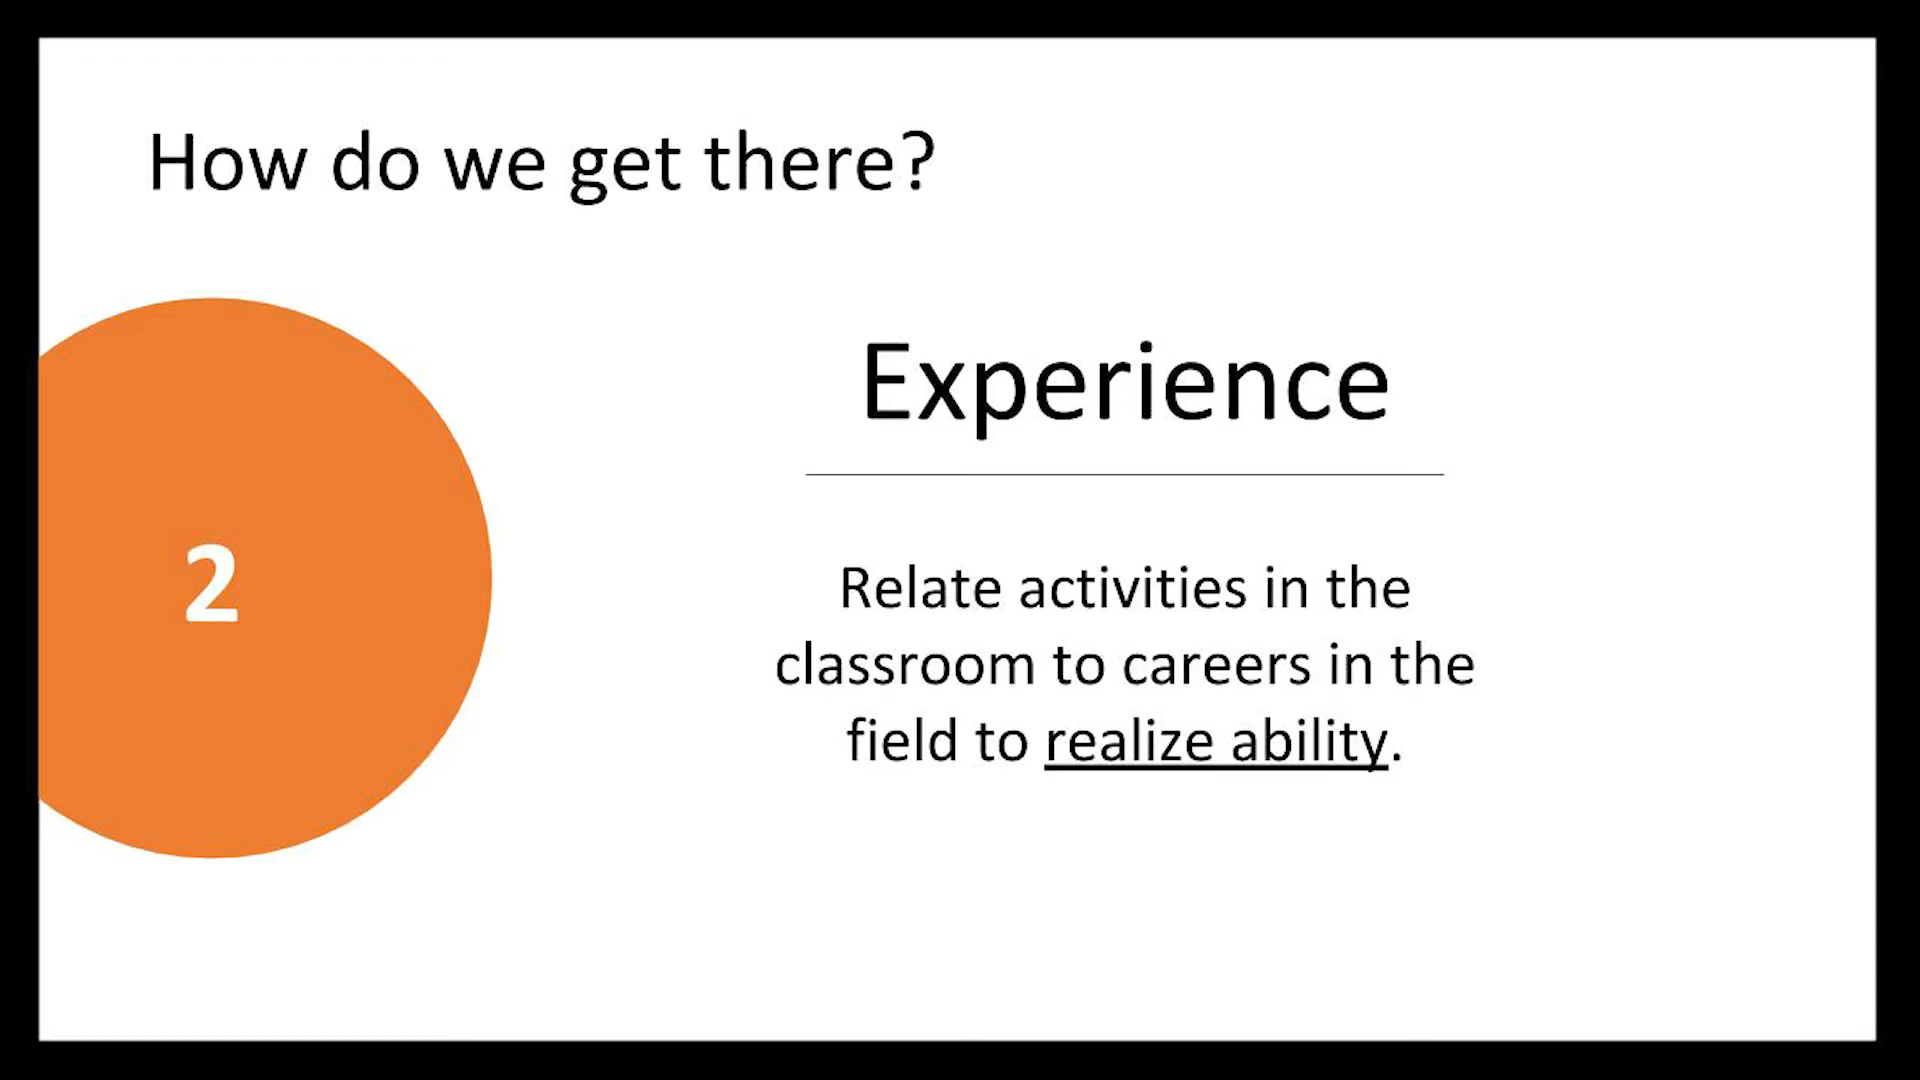 How do we get there?
2
Experience
Relate activities in the
classroom to careers in the
field to realize ability.